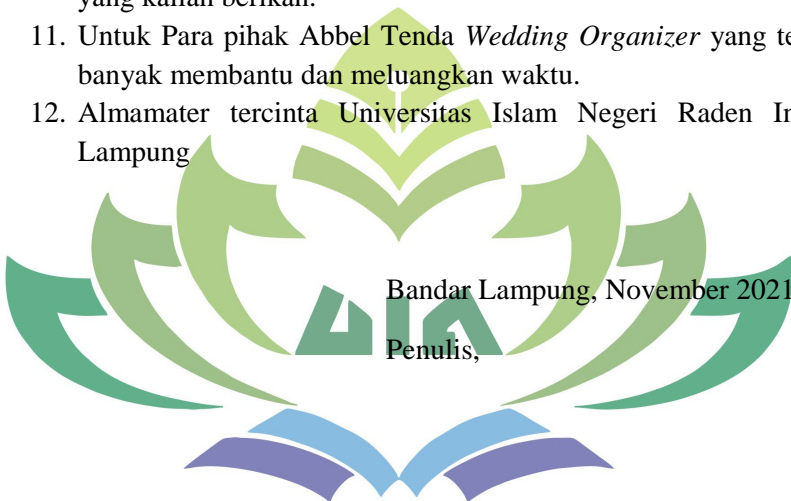 yang kalian berikan.
11. Untuk Para pihak Abbel Tenda Wedding Organizer yang te
banyak membantu dan meluangkan waktu.
12. Almamater tercinta Universitas Islam Negeri Raden In
Lampung
Bandar Lampung, November 2021
Penulis,